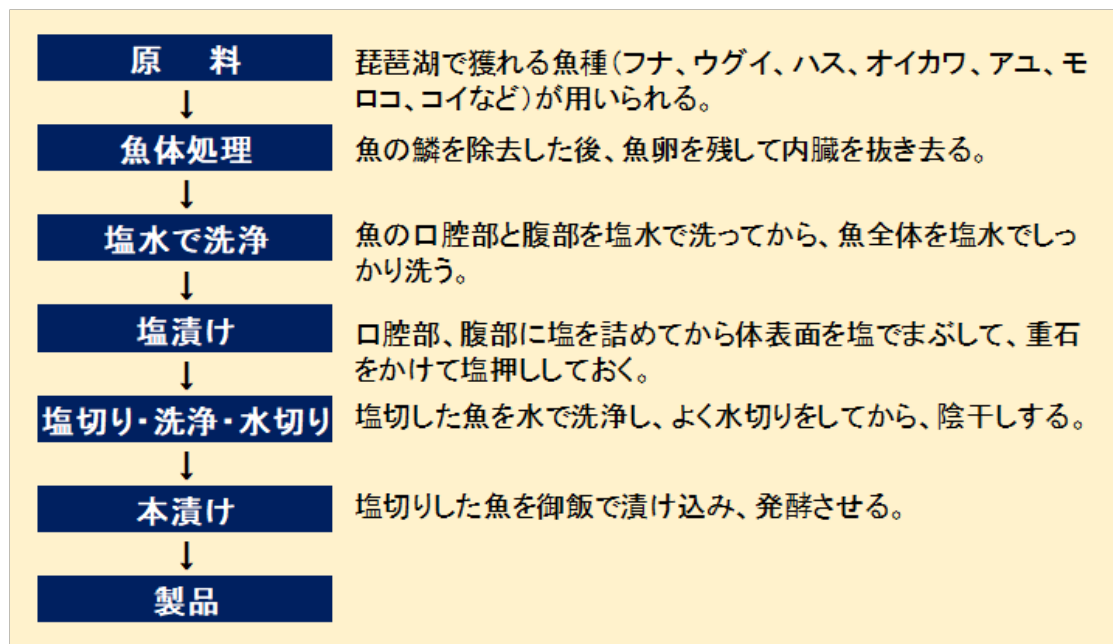 原　料
琵琶湖で獲れる魚種(フナ、ウグイ、ハス、オイカワ、アユ、モ
ロコ、コイなど)が用いられる。
↓
魚体処理
魚の鱗を除去した後、魚卵を残して内臓を抜き去る。
↓
塩水で洗浄
魚の口腔部と腹部を塩水で洗ってから、魚全体を塩水でしっ
かり洗う。
↓
塩漬け
口腔部、腹部に塩を詰めてから体表面を塩でまぶして、重石
をかけて塩押ししておく。
↓
塩切り・洗浄・水切り
塩切した魚を水で洗浄し、よく水切りをしてから、陰干しする。
↓
本漬け
塩切りした魚を御飯で漬け込み、発酵させる。
↓
製品